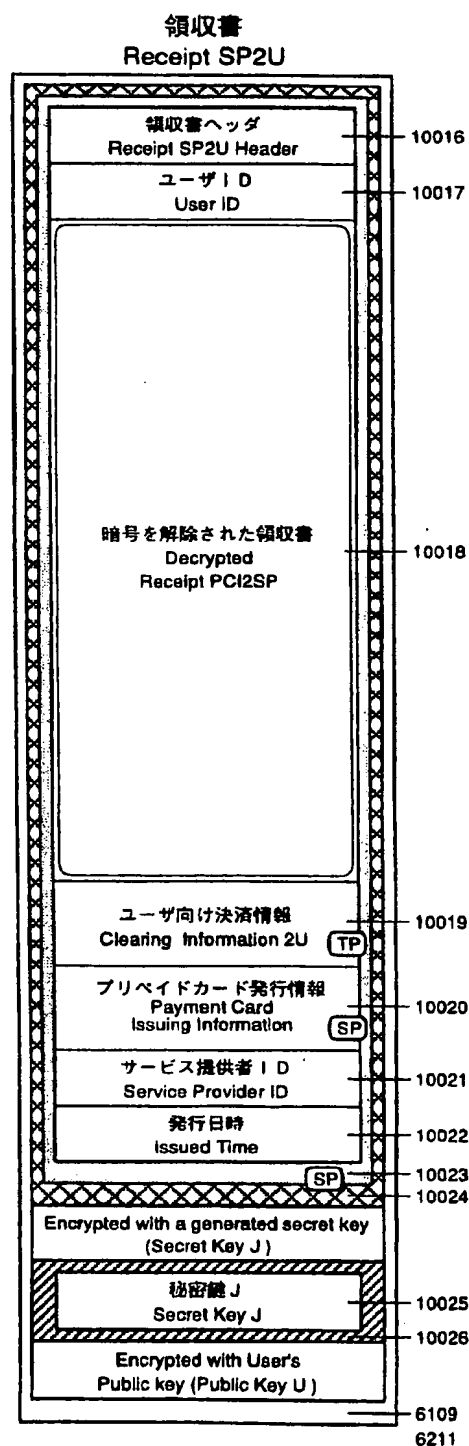 領収書
Receipt SP2U
領収書ヘッダ
Receipt SP2U Header
10016
ユーザID
User ID
10017
暗号を解除された領収書
Decrypted
Receipt PCI2SP
10018
ユーザ向け決済情報
Clearing Information 2U
TP
10019
プリペイドカード発行情報
Payment Card
Issuing Information
SP
10020
サービス提供者ID
Service Provider ID
10021
発行日時
Issued Time
10022
SP
10023
10024
Encrypted with a generated secret key
(Secret Key J )
秘密鍵J
Secret Key J
10025
10026
Encrypted with User's
Public key (Public Key U )
6109
6211